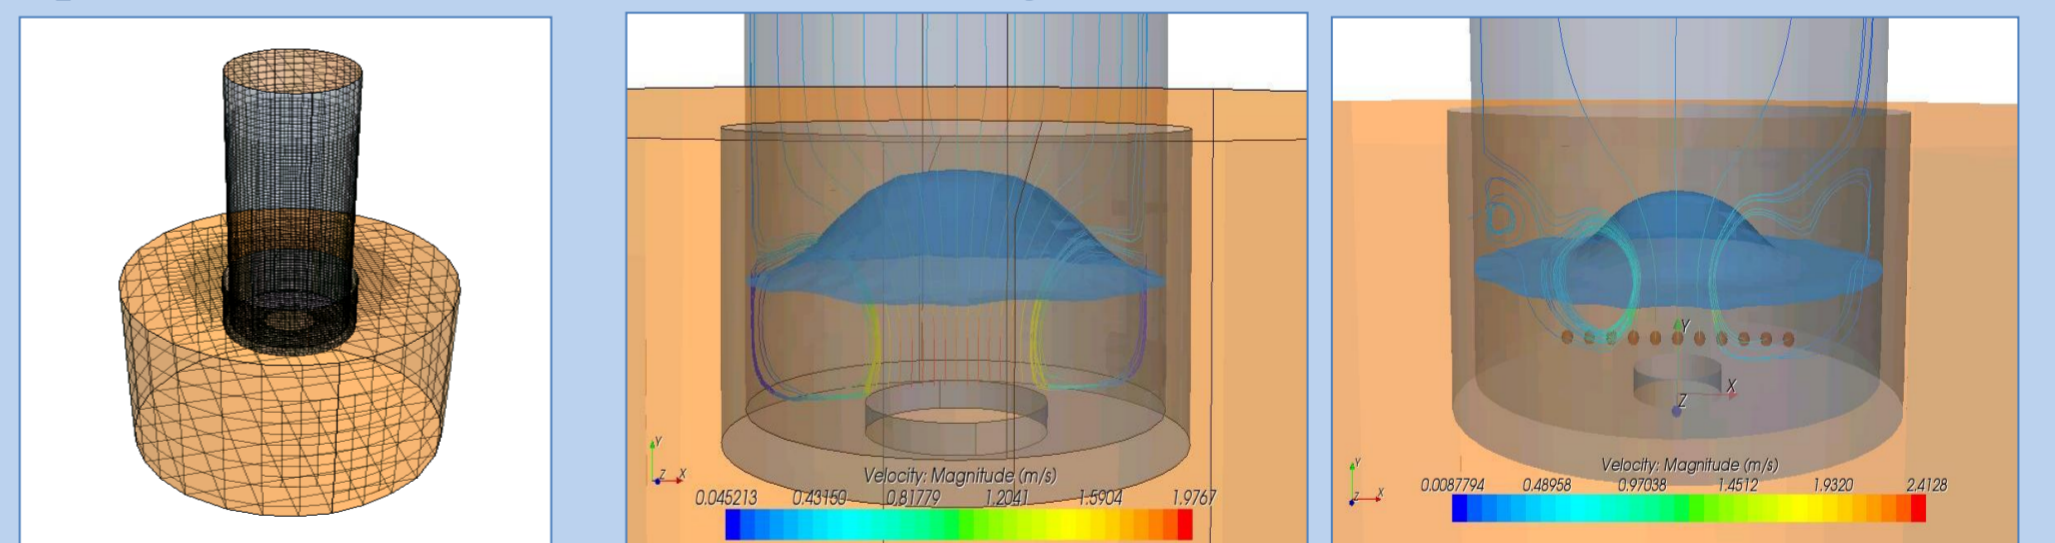 Y
Z X
Velocity: Magnitude (m/s)
0.045213 0.43150 0.81779 1.2041 1.5904 1.9767
Y
X
Z
Y
Z X
Velocity: Magnitude (m/s)
0.0087794 0.48958 0.97038 1.4512 1.9320 2.4128